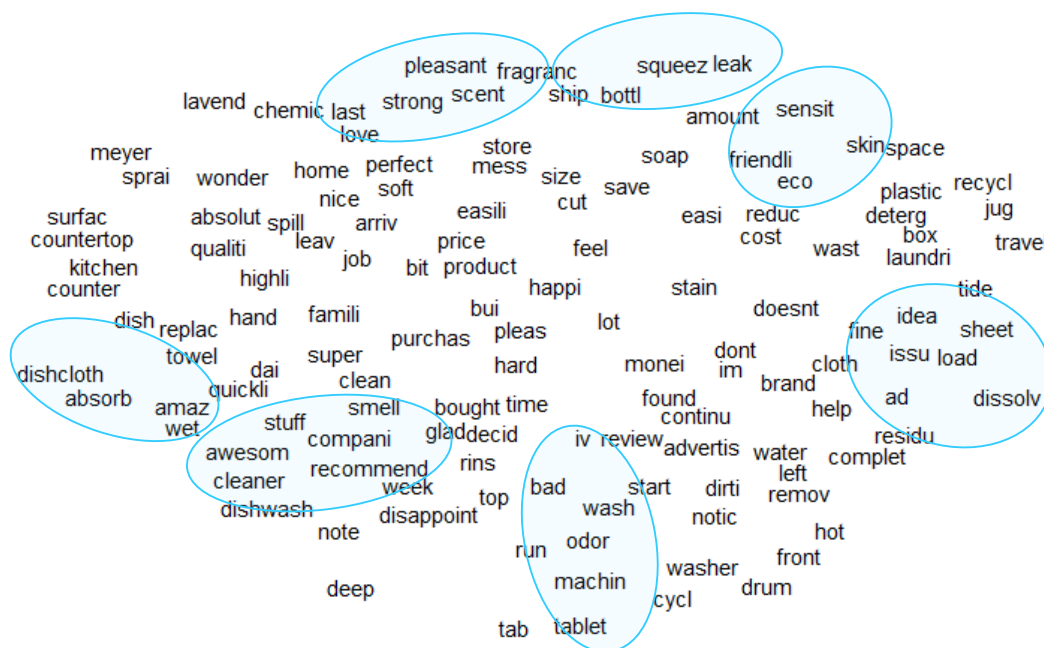 pleasant fragranc squeez leak
lavend chemic last strong scent ship bottl amount sensit
love
meyer store soap friendli skin space
sprai wonder home perfect mess size save eco plastic recycl
nice soft cut
surfac absolut spill arriv easili easi reduc deterg jug
countertop qualiti leav price feel cost wast box travel
kitchen job bit product laundri
counter highli happi stain tide
dish hand famili bui lot doesnt idea
replac purchas pleas fine sheet
towel super hard monei dont cloth issu load
dishcloth dai clean im brand
absorb quickli found ad dissolv
amaz stuff smell bought time continu help
wet compani glad decid iv review advertis water residu
awesom recommend rins left complet
cleaner week top bad start dirti remov
dishwash disappoint wash notic
note run odor hot
front
deep machin washer drum
cycl
tab tablet